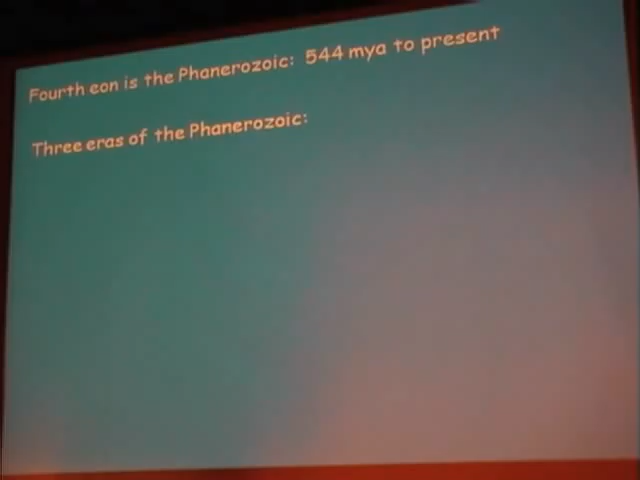 Fourth eon is the Phanerozoic: 544 mya to present
Three eras of the Phanerozoic: